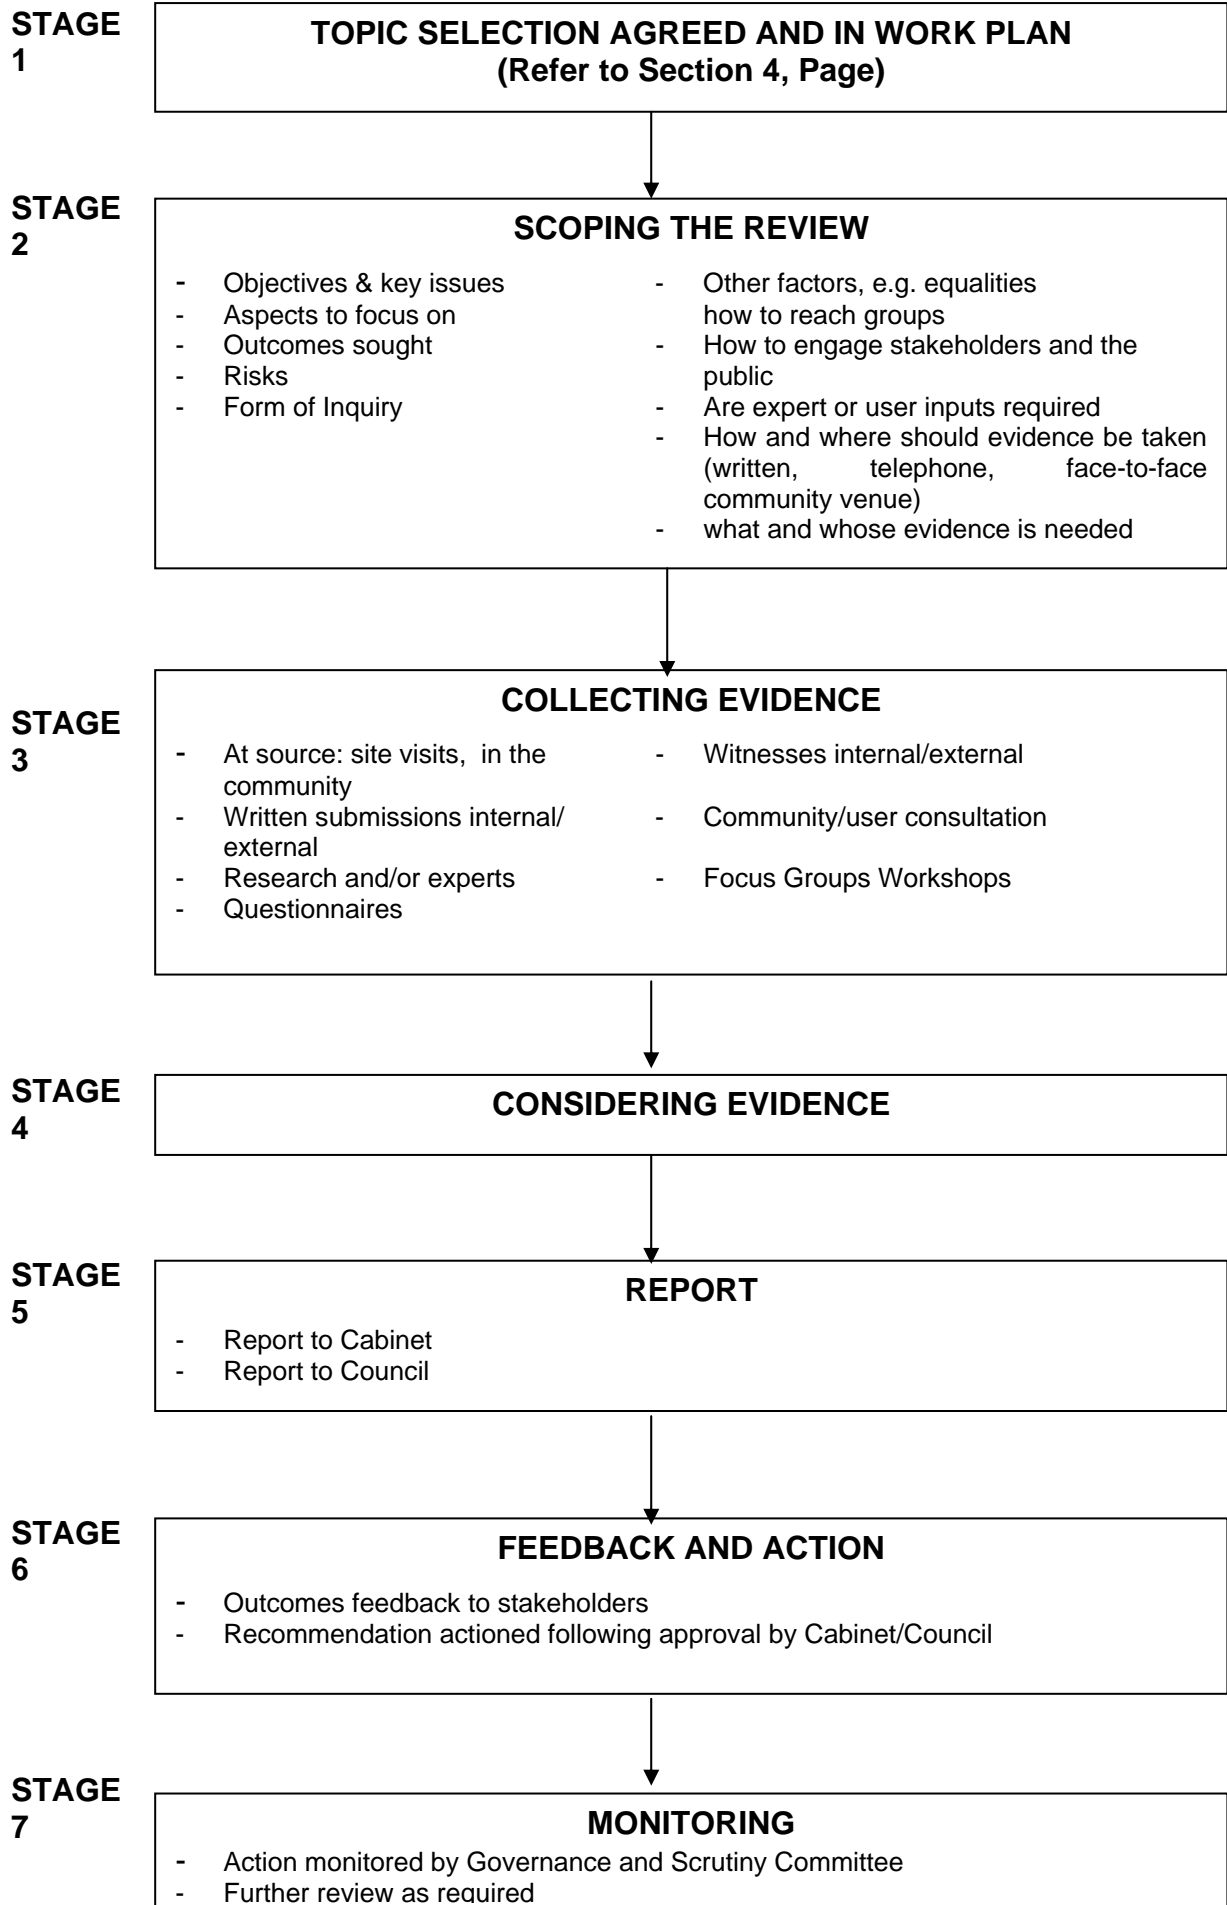 STAGE
1
TOPIC SELECTION AGREED AND IN WORK PLAN
(Refer to Section 4, Page)
STAGE
2
SCOPING THE REVIEW
- Objectives & key issues
- Aspects to focus on
- Outcomes sought
- Risks
- Form of Inquiry
- Other factors, e.g. equalities
how to reach groups
- How to engage stakeholders and the
public
- Are expert or user inputs required
- How and where should evidence be taken
(written, telephone, face-to-face
community venue)
- what and whose evidence is needed
STAGE
3
COLLECTING EVIDENCE
- At source: site visits, in the
community
- Written submissions internal/
external
- Research and/or experts
- Questionnaires
- Witnesses internal/external
- Community/user consultation
- Focus Groups Workshops
STAGE
4
CONSIDERING EVIDENCE
STAGE
5
REPORT
- Report to Cabinet
- Report to Council
STAGE
6
FEEDBACK AND ACTION
- Outcomes feedback to stakeholders
- Recommendation actioned following approval by Cabinet/Council
STAGE
7
MONITORING
- Action monitored by Governance and Scrutiny Committee
- Further review as required